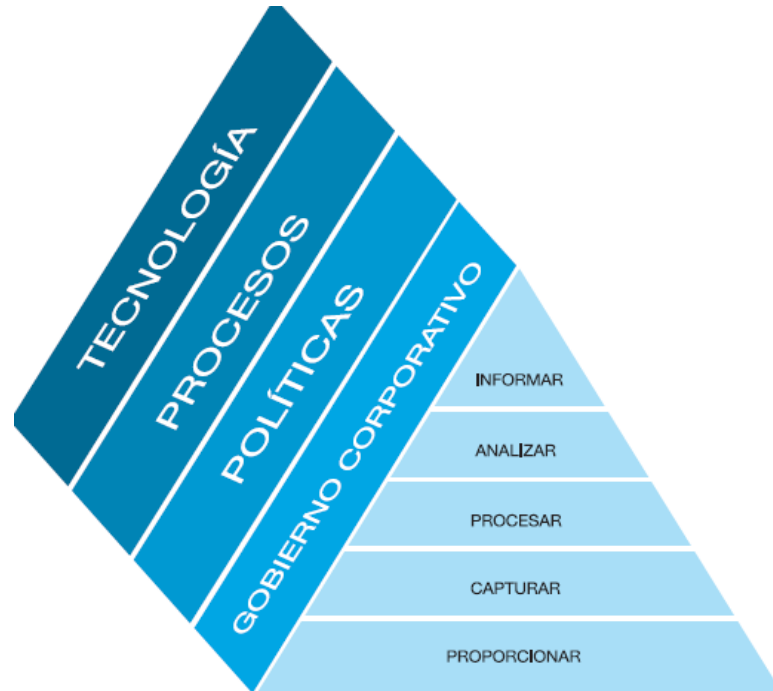 TECNOLOGÍA
PROCESOS
POLÍTICAS
GOBIERNO CORPORATIVO
INFORMAR
ANALIZAR
PROCESAR
CAPTURAR
PROPORCIONAR